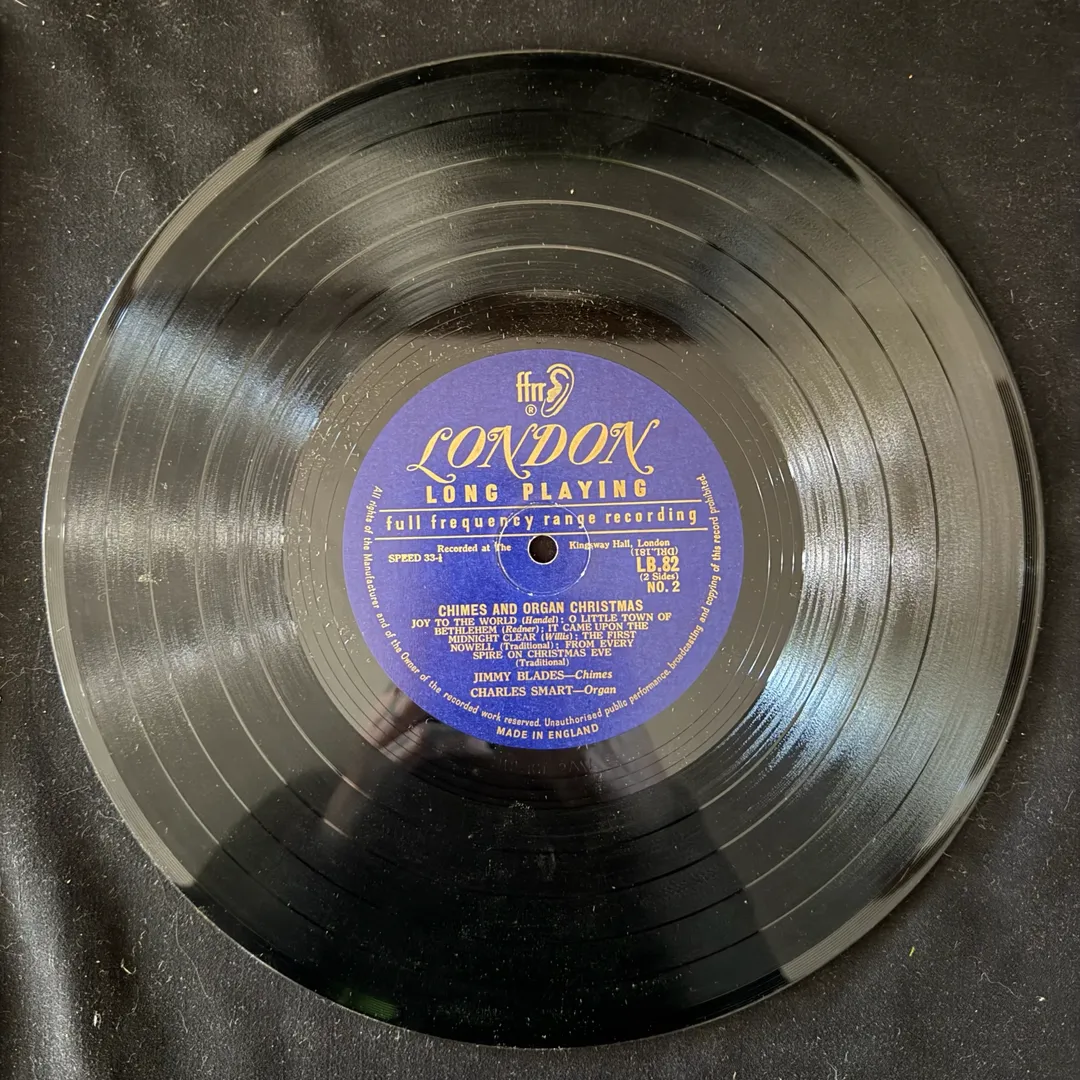 ffrr
®
LONDON
LONG PLAYING
full frequency range recording
Recorded at The Kingsway Hall, London
SPEED 33-⅓
(DRL."181)
LB.82
(2 Sides)
NO. 2
CHIMES AND ORGAN CHRISTMAS
JOY TO THE WORLD (Handel) ; O LITTLE TOWN OF
BETHLEHEM (Redner) ; IT CAME UPON THE
MIDNIGHT CLEAR (Willis) ; THE FIRST
NOWELL (Traditional) ; FROM EVERY
SPIRE ON CHRISTMAS EVE
(Traditional)
JIMMY BLADES—Chimes
CHARLES SMART—Organ
All rights of the Manufacturer and of the Owner of the recorded work reserved. Unauthorised public performance, broadcasting and copying of this record prohibited.
MADE IN ENGLAND